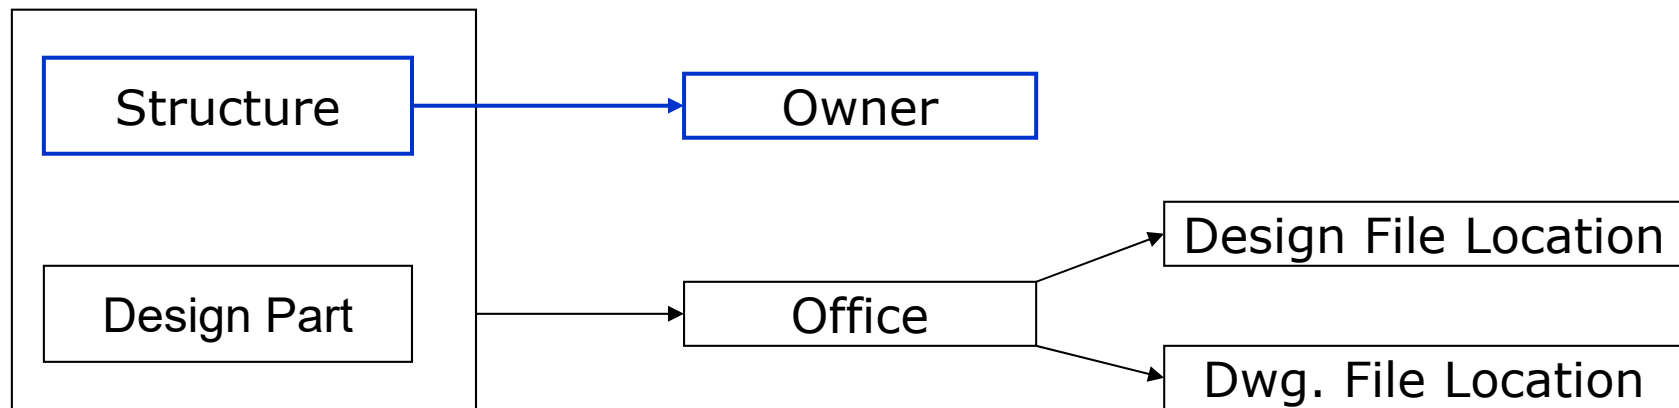 Structure
Owner
Design File Location
Design Part
Office
Dwg. File Location